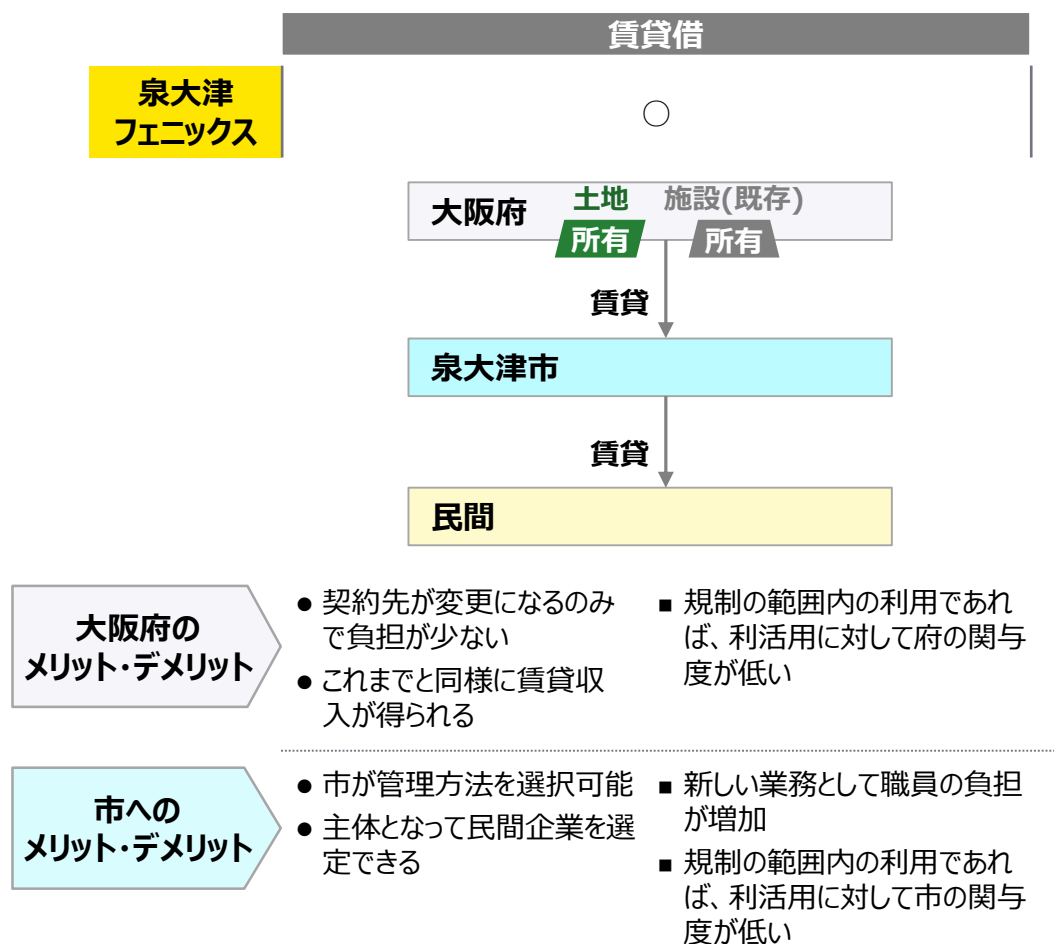 賃貸借
泉大津
フェニックス
○
大阪府
土地
施設(既存)
所有
所有
賃貸
泉大津市
賃貸
民間
大阪府の
メリット・デメリット
● 契約先が変更になるのみ
で負担が少ない
● これまでと同様に賃貸収
入が得られる
■ 規制の範囲内の利用であれ
ば、利活用に対して府の関与
度が低い
市への
メリット・デメリット
● 市が管理方法を選択可能
● 主体となって民間企業を選
定できる
■ 新しい業務として職員の負担
が増加
■ 規制の範囲内の利用であれ
ば、利活用に対して市の関与
度が低い